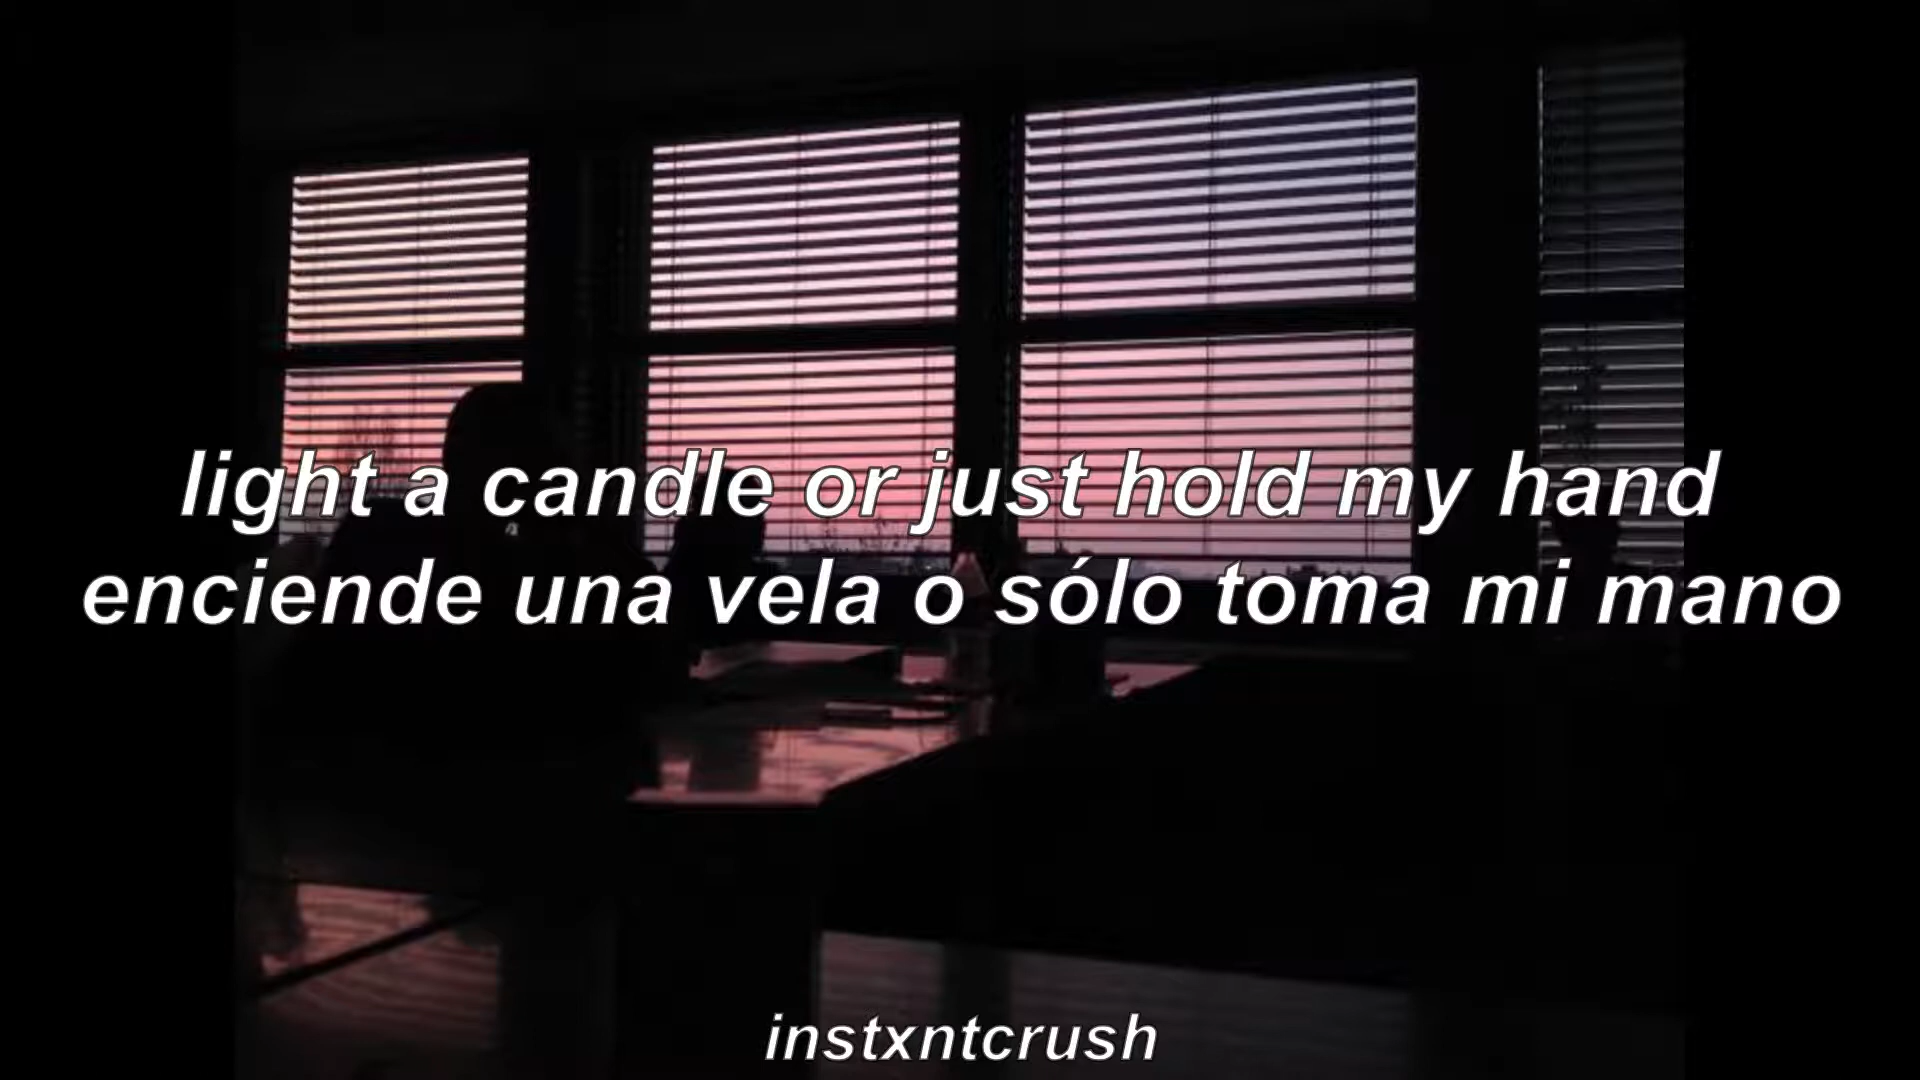 light a candle or just hold my hand
enciende una vela o sólo toma mi mano
instxntcrush